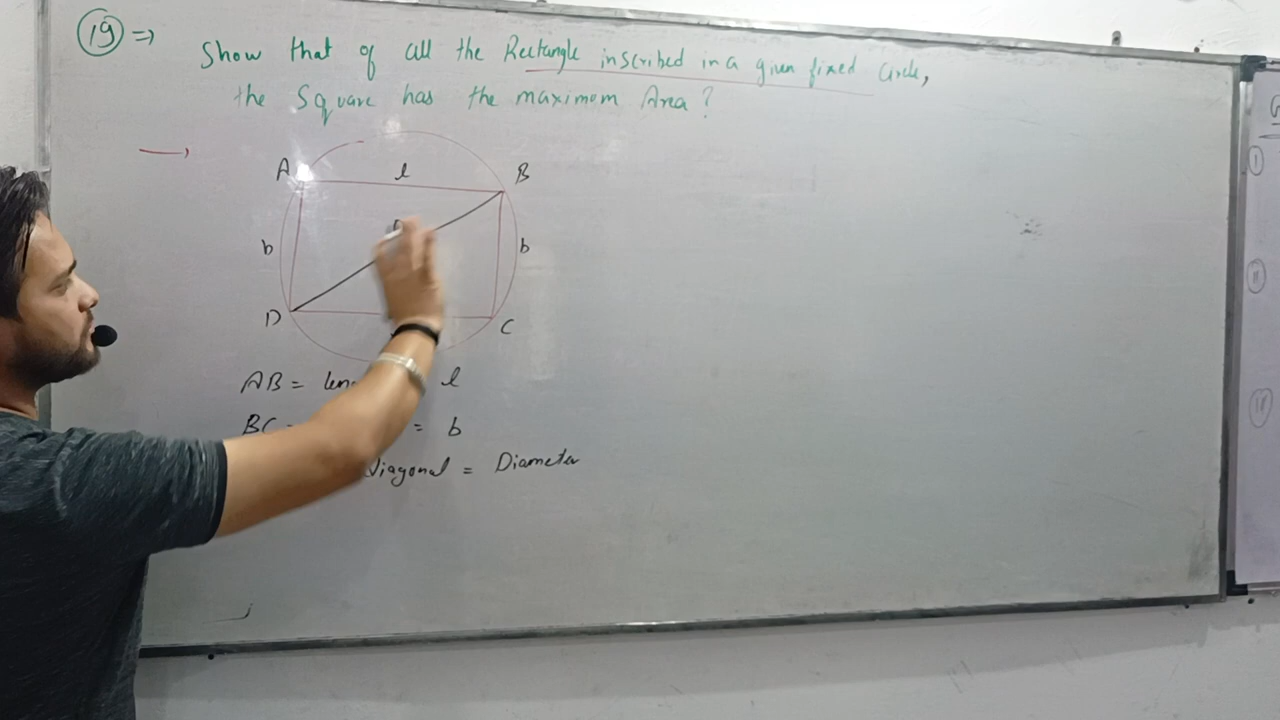 19 ⇒ Show that of all the Rectangle inscribed in a given fixed Circle,
the Square has the maximum Area?
→
A l B
b b
D C
AB = l
BC = b
Diagonal = Diameter